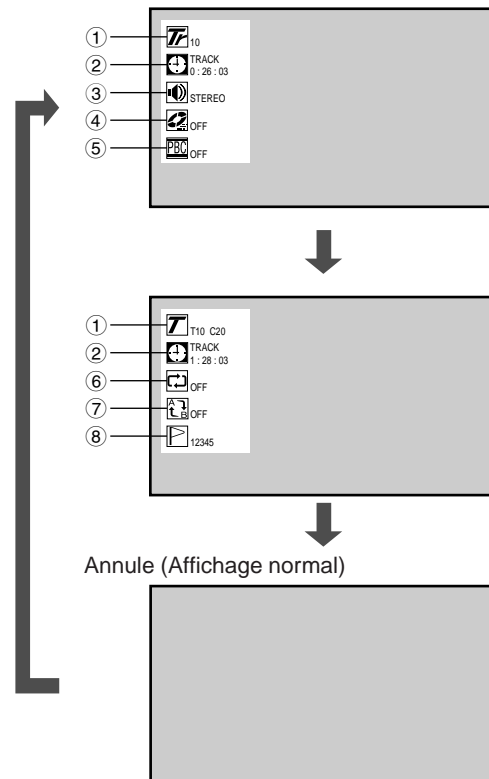 ① Tr 10
② TRACK
0 : 26 : 03
③ STEREO
④ OFF
⑤ PBC OFF
① T T10 C20
② TRACK
1 : 28 : 03
⑥ OFF
⑦ A B OFF
⑧ 12345
Annule (Affichage normal)